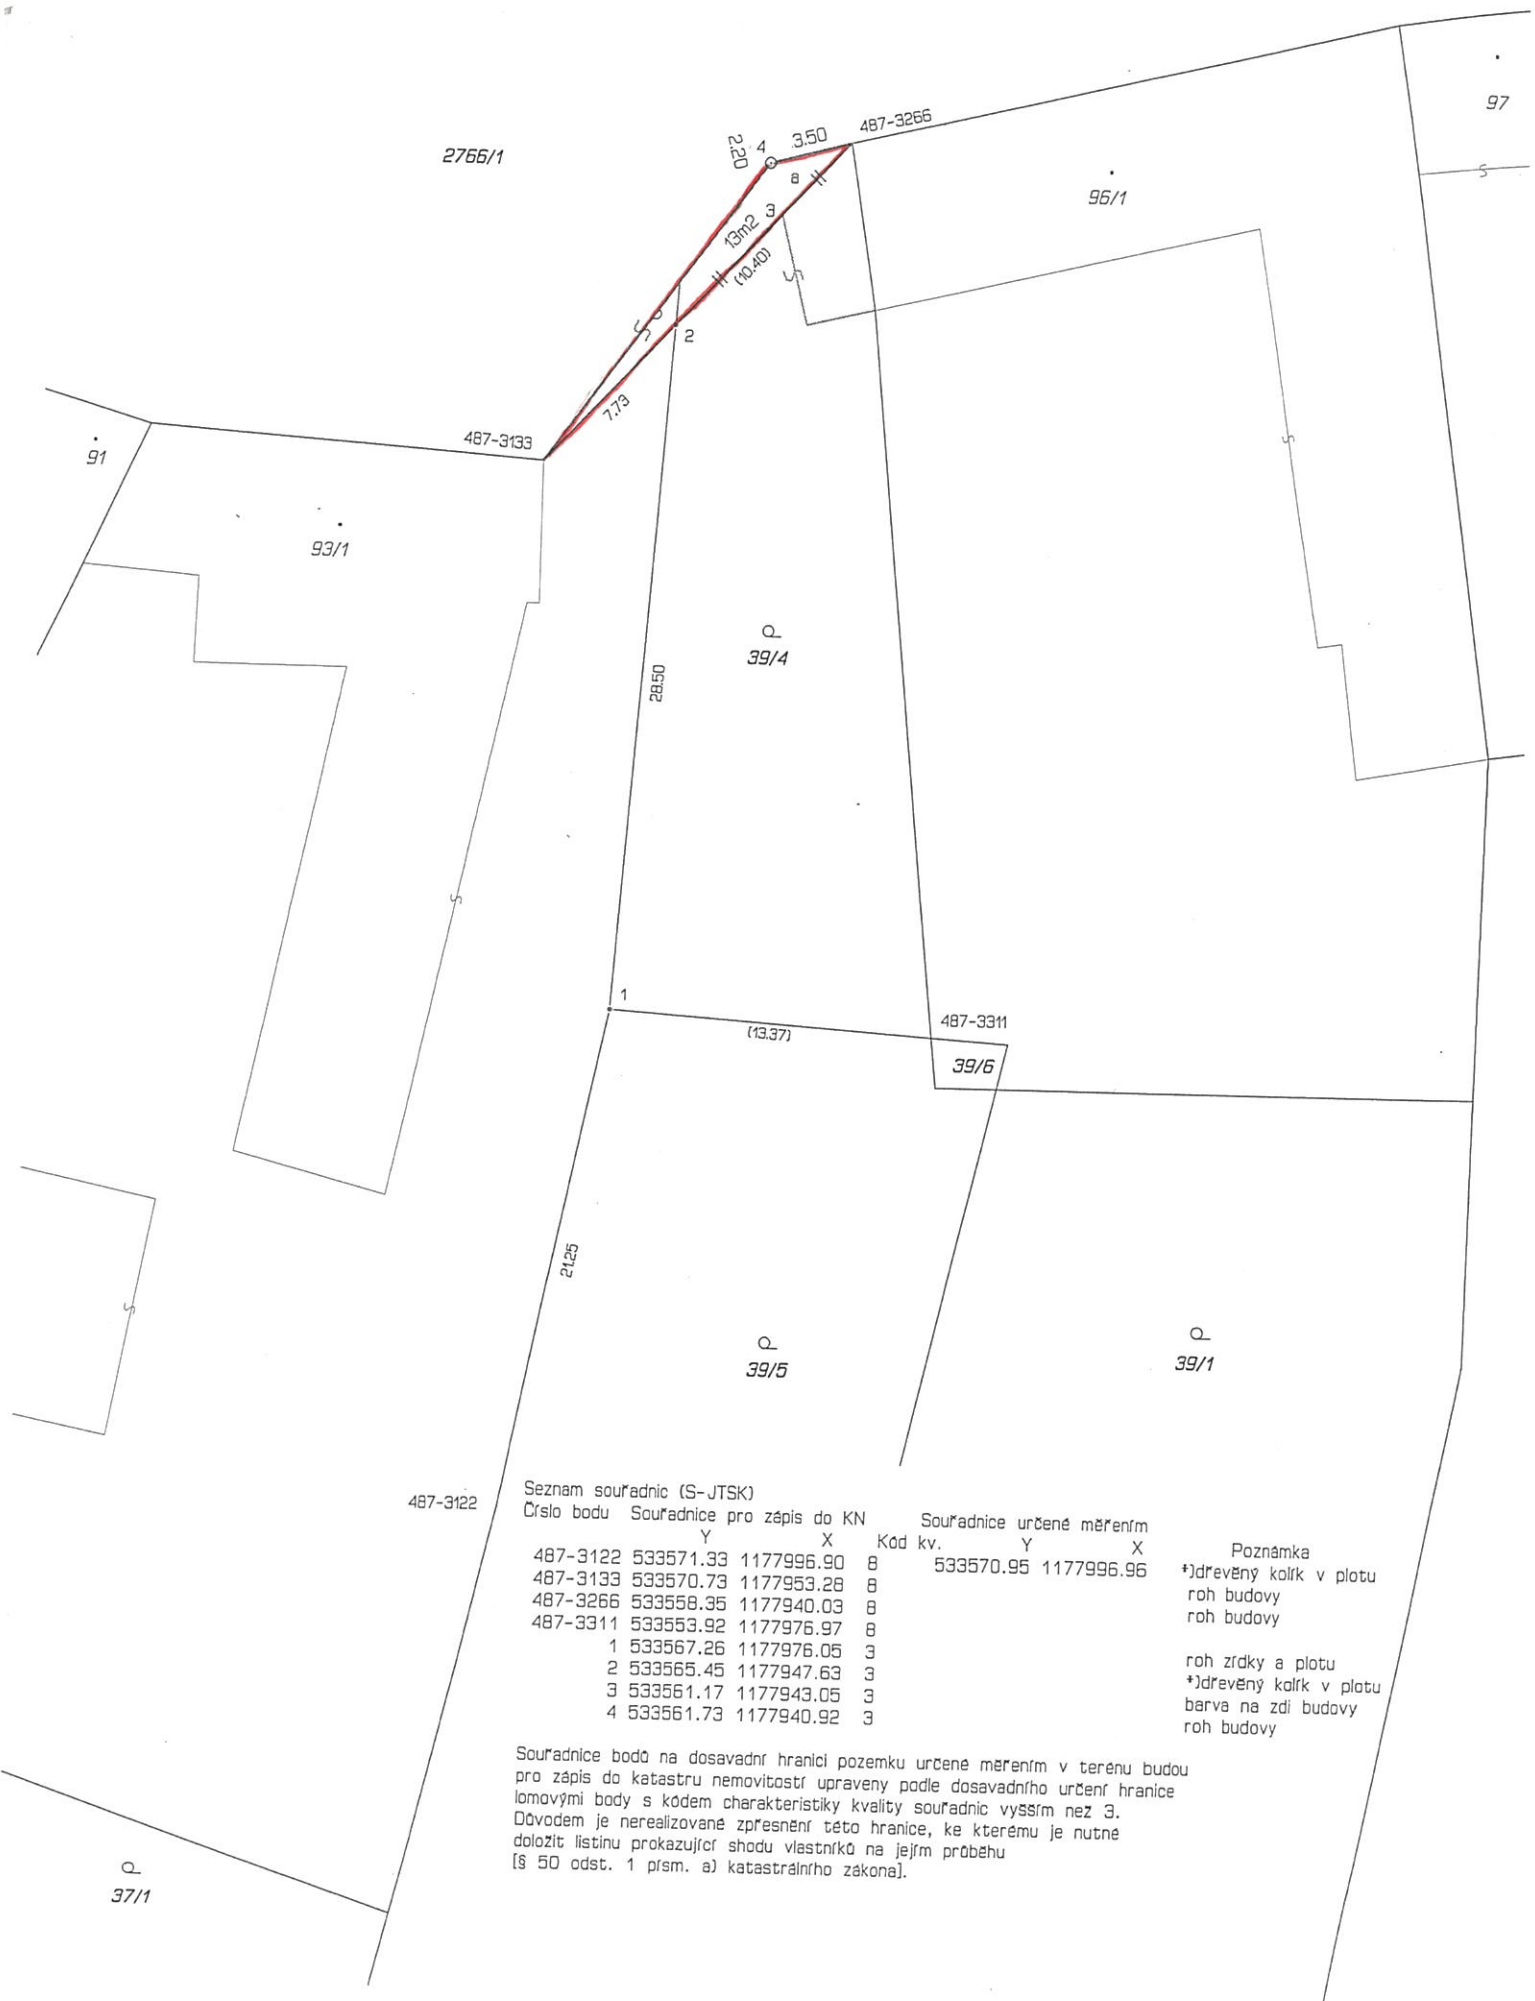 97
2766/1
487-3266
4
3.50
2.20
8
3
13m2
(10.40)
96/1
2
7.73
487-3133
91
93/1
39/4
28.50
1
487-3311
(13.37)
39/6
21.25
39/5
39/1
487-3122
Seznam souřadnic (S-JTSK)
Číslo bodu Souřadnice pro zápis do KN Souřadnice určené měřením
Y X Kód kv. Y X Poznámka
487-3122 533571.33 1177996.90 8 533570.95 1177996.96 *)dřevěný kolík v plotu
487-3133 533570.73 1177953.28 8 roh budovy
487-3266 533558.35 1177940.03 8 roh budovy
487-3311 533553.92 1177976.97 8
1 533567.26 1177976.05 3 roh zídky a plotu
2 533565.45 1177947.63 3 *)dřevěný kolík v plotu
3 533561.17 1177943.05 3 barva na zdi budovy
4 533561.73 1177940.92 3 roh budovy
Souřadnice bodů na dosavadní hranici pozemku určené měřením v terénu budou
pro zápis do katastru nemovitostí upraveny podle dosavadního určení hranice
lomovými body s kódem charakteristiky kvality souřadnic vyšším než 3.
Důvodem je nerealizované zpřesnění této hranice, ke kterému je nutné
doložit listinu prokazující shodu vlastníků na jejím průběhu
[§ 50 odst. 1 písm. a) katastrálního zákona].
37/1